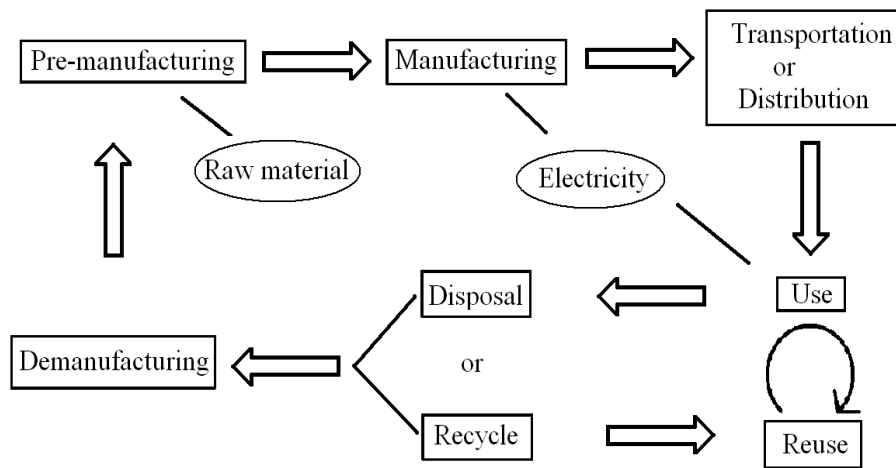 Pre-manufacturing
Manufacturing
Transportation
or
Distribution
Raw material
Electricity
Disposal
Use
Demanufacturing
or
Recycle
Reuse